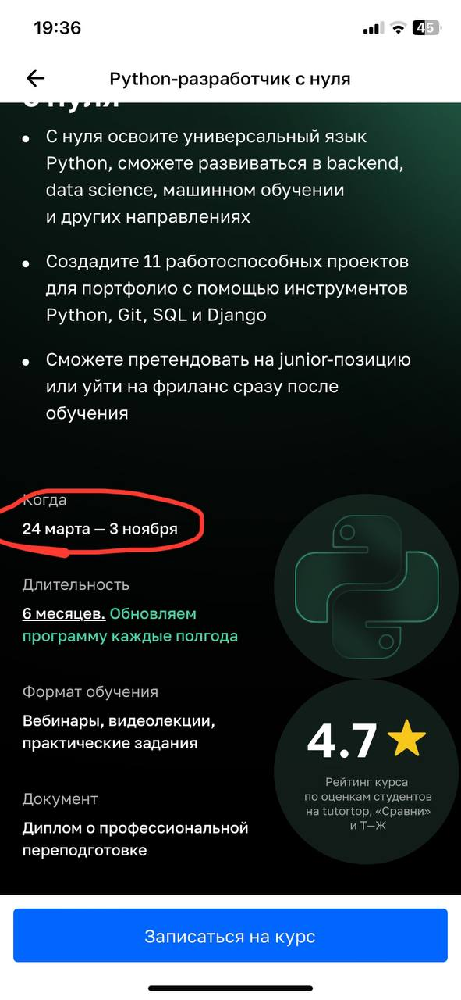 19:36
45
Python-разработчик с нуля
с нуля
С нуля освоите универсальный язык
Python, сможете развиваться в backend,
data science, машинном обучении
и других направлениях
Создадите 11 работоспособных проектов
для портфолио с помощью инструментов
Python, Git, SQL и Django
Сможете претендовать на junior-позицию
или уйти на фриланс сразу после
обучения
Когда
24 марта — 3 ноября
Длительность
6 месяцев. Обновляем
программу каждые полгода
Формат обучения
Вебинары, видеолекции,
практические задания
4.7
Рейтинг курса
по оценкам студентов
на tutortop, «Сравни»
и Т—Ж
Документ
Диплом о профессиональной
переподготовке
Записаться на курс